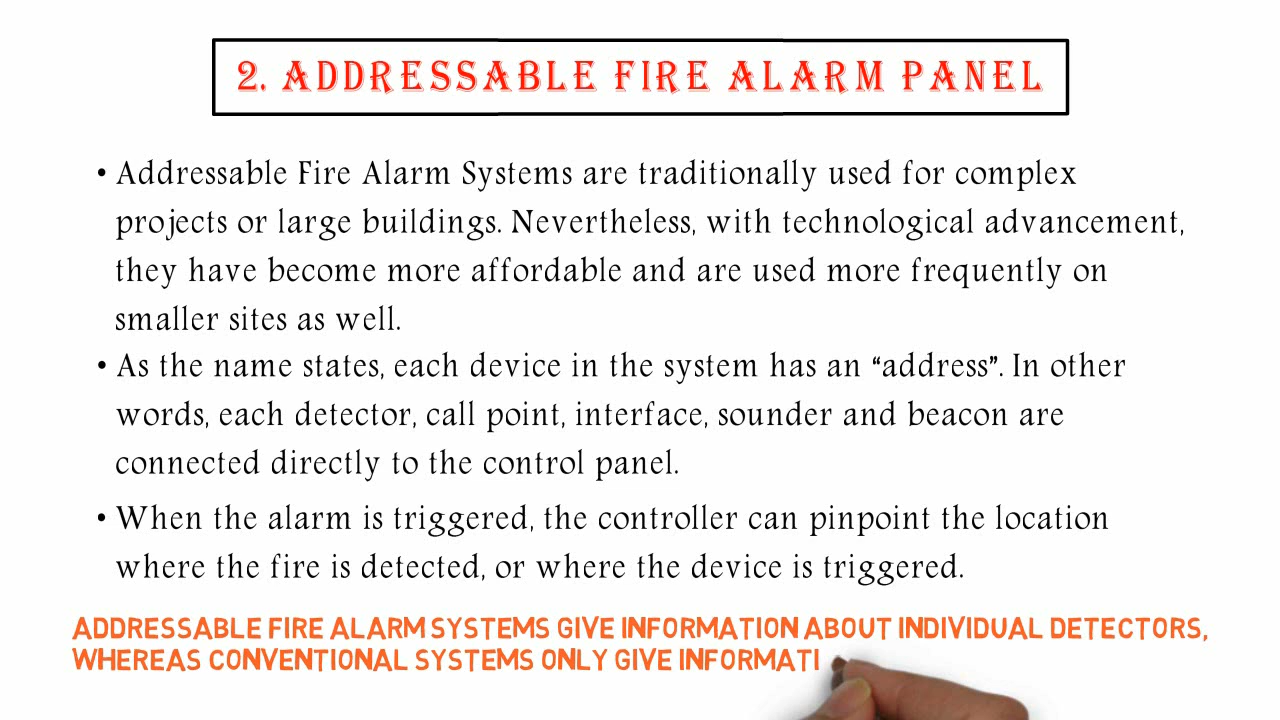 2. ADDRESSABLE FIRE ALARM PANEL
• Addressable Fire Alarm Systems are traditionally used for complex
projects or large buildings. Nevertheless, with technological advancement,
they have become more affordable and are used more frequently on
smaller sites as well.
• As the name states, each device in the system has an “address”. In other
words, each detector, call point, interface, sounder and beacon are
connected directly to the control panel.
• When the alarm is triggered, the controller can pinpoint the location
where the fire is detected, or where the device is triggered.
ADDRESSABLE FIRE ALARM SYSTEMS GIVE INFORMATION ABOUT INDIVIDUAL DETECTORS,
WHEREAS CONVENTIONAL SYSTEMS ONLY GIVE INFORMATI